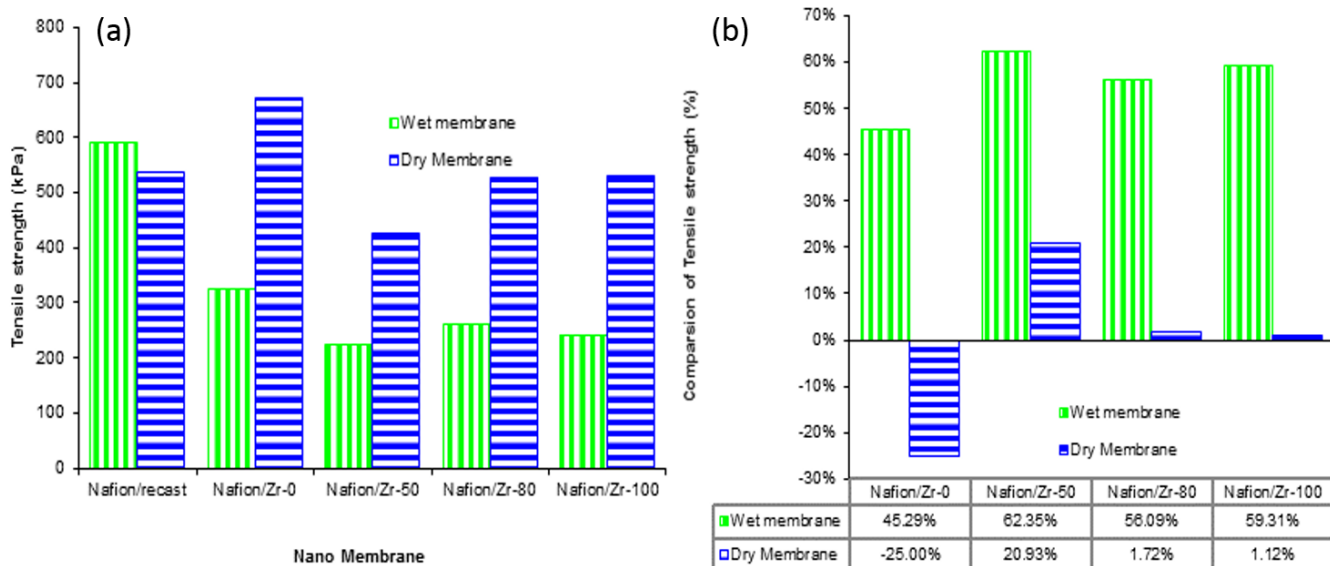 (a)
800
700
600
500
400
300
200
100
0
Tensile strength (kPa)
Wet membrane
Dry Membrane
Nafion/recast Nafion/Zr-0 Nafion/Zr-50 Nafion/Zr-80 Nafion/Zr-100
Nano Membrane
(b)
60%
70%
50%
40%
30%
20%
10%
0%
-10%
-20%
-30%
Comparsion of Tensile strength (%)
Wet membrane
Dry Membrane
Nafion/Zr-0 Nafion/Zr-50 Nafion/Zr-80 Nafion/Zr-100
Wet membrane 45.29% 62.35% 56.09% 59.31%
Dry Membrane -25.00% 20.93% 1.72% 1.12%